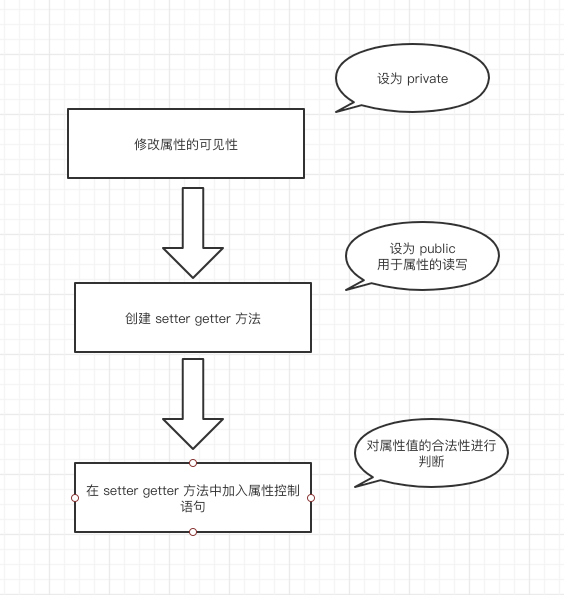 设为 private
修改属性的可见性
设为 public
用于属性的读写
创建 setter getter 方法
对属性值的合法性进行
判断
在 setter getter 方法中加入属性控制
语句